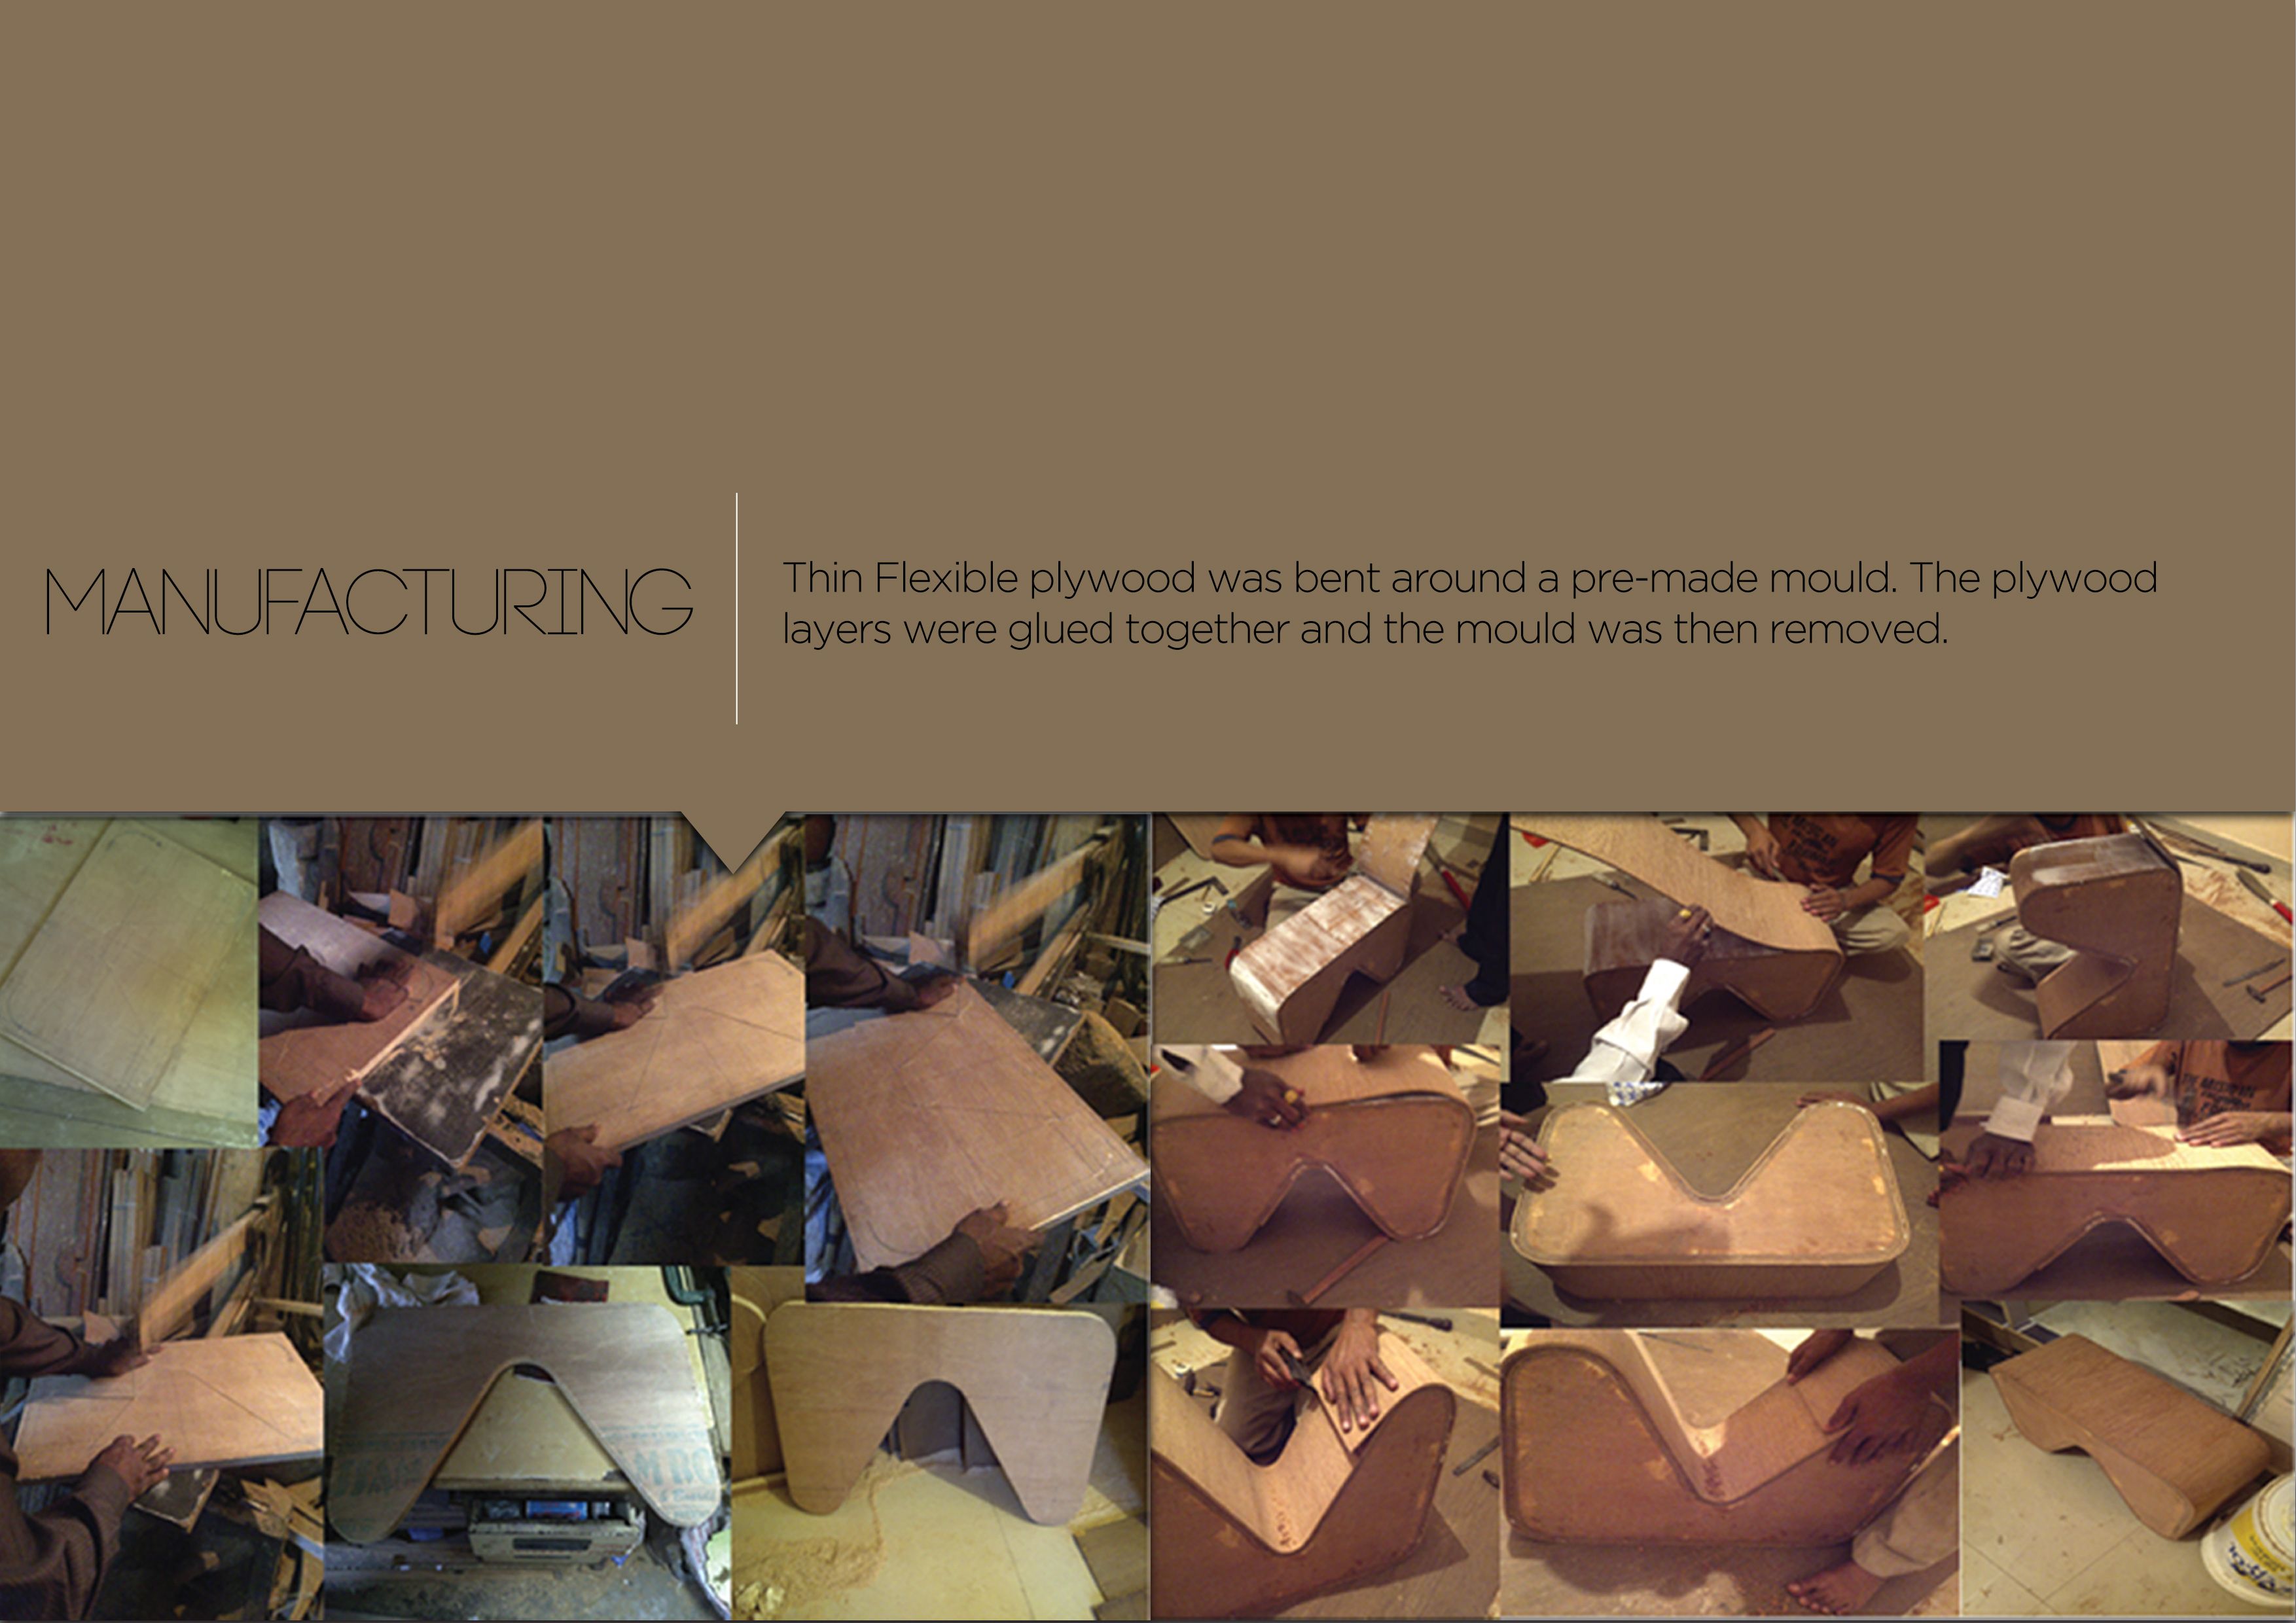 MANUFACTURING
Thin Flexible plywood was bent around a pre-made mould. The plywood
layers were glued together and the mould was then removed.